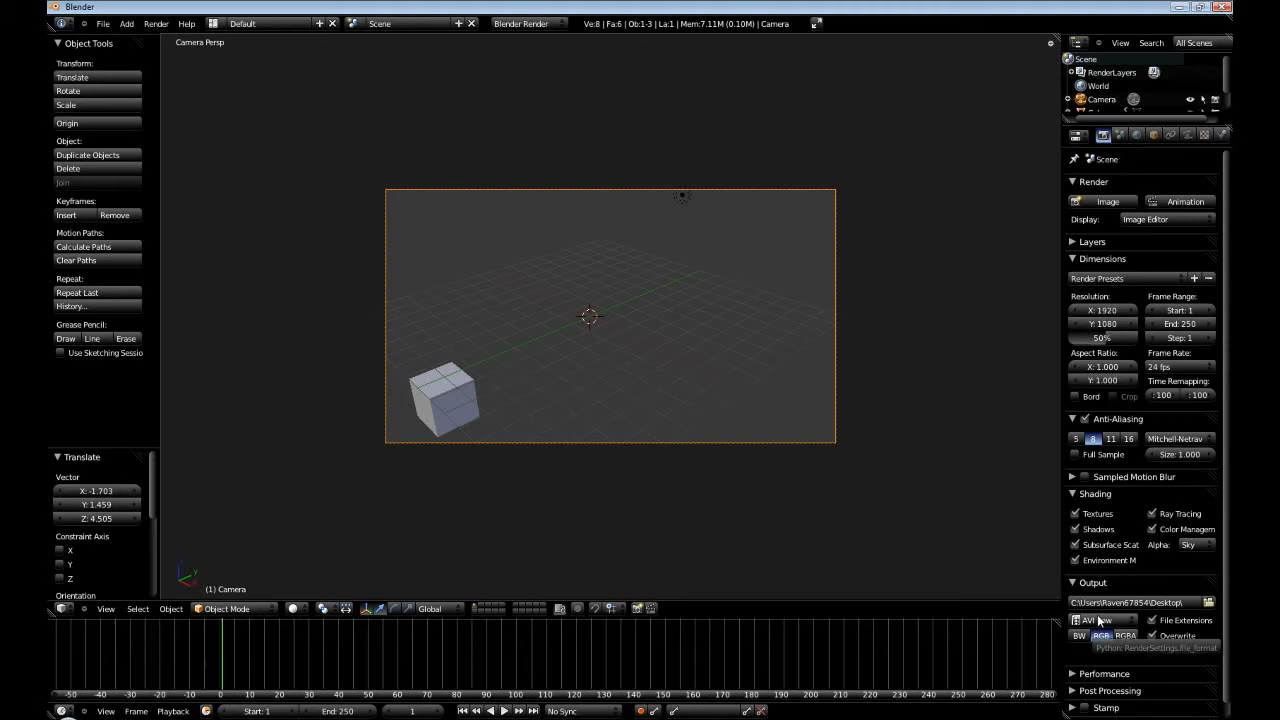 Blender
File Add Render Help Default Scene Blender Render Ve:8 | Fa:6 | Ob:1-3 | La:1 | Mem:7.11M (0.10M) | Camera
Object Tools
Transform:
Translate
Rotate
Scale
Origin
Object:
Duplicate Objects
Delete
Join
Keyframes:
Insert Remove
Motion Paths:
Calculate Paths
Clear Paths
Repeat:
Repeat Last
History...
Grease Pencil:
Draw Line Erase
Use Sketching Sessio
Translate
Vector
X: -1.703
Y: 1.459
Z: 4.505
Constraint Axis
X
Y
Z
Orientation
Camera Persp
(1) Camera
View Select Object Object Mode Global
-50 -40 -30 -20 -10 0 10 20 30 40 50 60 70 80 90 100 110 120 130 140 150 160 170 180 190 200 210 220 230 240 250 260 270 280
View Frame Playback Start: 1 End: 250 1 No Sync
View Search All Scenes
Scene
RenderLayers
World
Camera
Scene
Render
Image Animation
Display: Image Editor
Layers
Dimensions
Render Presets
Resolution: Frame Range:
X: 1920 Start: 1
Y: 1080 End: 250
50% Step: 1
Aspect Ratio: Frame Rate:
X: 1.000 24 fps
Y: 1.000 Time Remapping:
Bord Crop : 100 : 100
Anti-Aliasing
5 8 11 16 Mitchell-Netrav
Full Sample Size: 1.000
Sampled Motion Blur
Shading
Textures Ray Tracing
Shadows Color Managem
Subsurface Scat Alpha: Sky
Environment M
Output
C:\Users\Raven67854\Desktop\
AVI Raw File Extensions
BW RGB RGBA Overwrite
Python: RenderSettings.file_format
Performance
Post Processing
Stamp